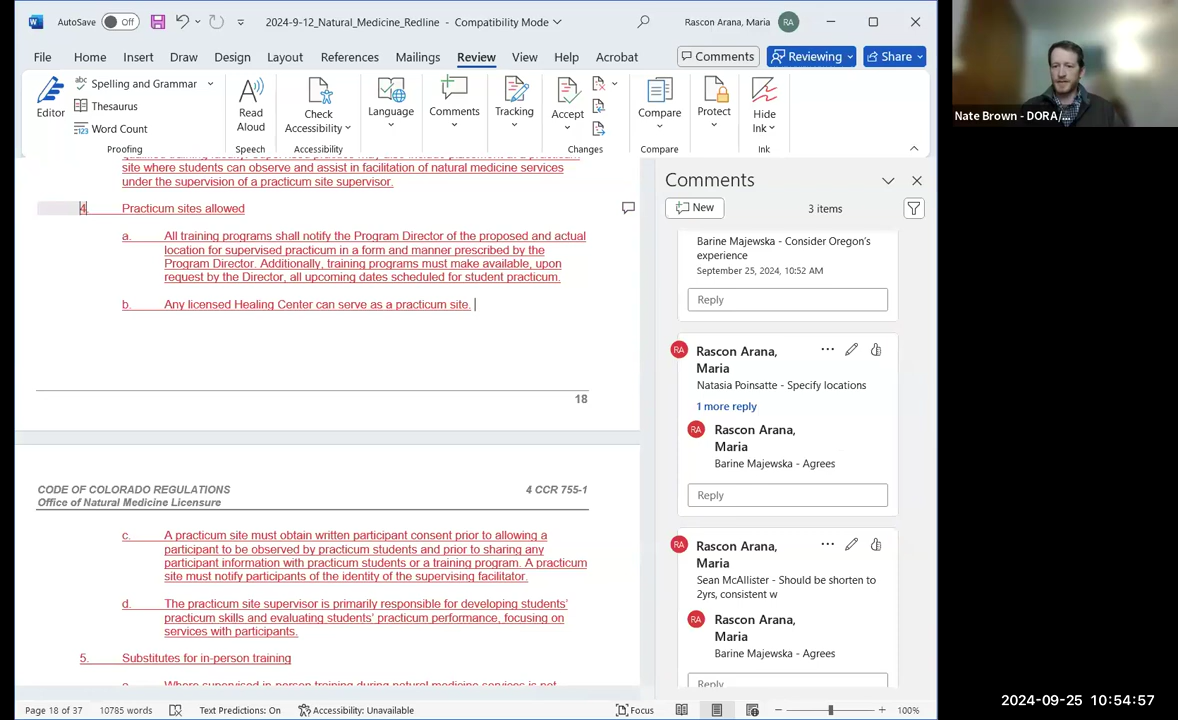 AutoSave Off 2024-9-12_Natural_Medicine_Redline - Compatibility Mode Rascon Arana, Maria RA
File Home Insert Draw Design Layout References Mailings Review View Help Acrobat Comments Reviewing Share
Editor
Spelling and Grammar
Thesaurus
Word Count
Proofing
Read
Aloud
Speech
Check
Accessibility
Accessibility
Language
Comments
Tracking
Accept
Changes
Compare
Compare
Protect
Hide
Ink
Ink
site where students can observe and assist in facilitation of natural medicine services
under the supervision of a practicum site supervisor.
4 Practicum sites allowed
a. All training programs shall notify the Program Director of the proposed and actual
location for supervised practicum in a form and manner prescribed by the
Program Director. Additionally, training programs must make available, upon
request by the Director, all upcoming dates scheduled for student practicum.
b. Any licensed Healing Center can serve as a practicum site.
18
CODE OF COLORADO REGULATIONS 4 CCR 755-1
Office of Natural Medicine Licensure
c. A practicum site must obtain written participant consent prior to allowing a
participant to be observed by practicum students and prior to sharing any
participant information with practicum students or a training program. A practicum
site must notify participants of the identity of the supervising facilitator.
d. The practicum site supervisor is primarily responsible for developing students'
practicum skills and evaluating students' practicum performance, focusing on
services with participants.
5. Substitutes for in-person training
Where supervised in-person training during natural medicine services is not
Comments
New 3 items
Barine Majewska - Consider Oregon's
experience
September 25, 2024, 10:52 AM
Reply
RA Rascon Arana,
Maria
Natasia Poinsatte - Specify locations
1 more reply
RA Rascon Arana,
Maria
Barine Majewska - Agrees
Reply
RA Rascon Arana,
Maria
Sean McAllister - Should be shorten to
2yrs, consistent w
RA Rascon Arana,
Maria
Barine Majewska - Agrees
Reply
Page 18 of 37 10785 words Text Predictions: On Accessibility: Unavailable Focus 100%
Nate Brown - DORA/...
2024-09-25 10:54:57